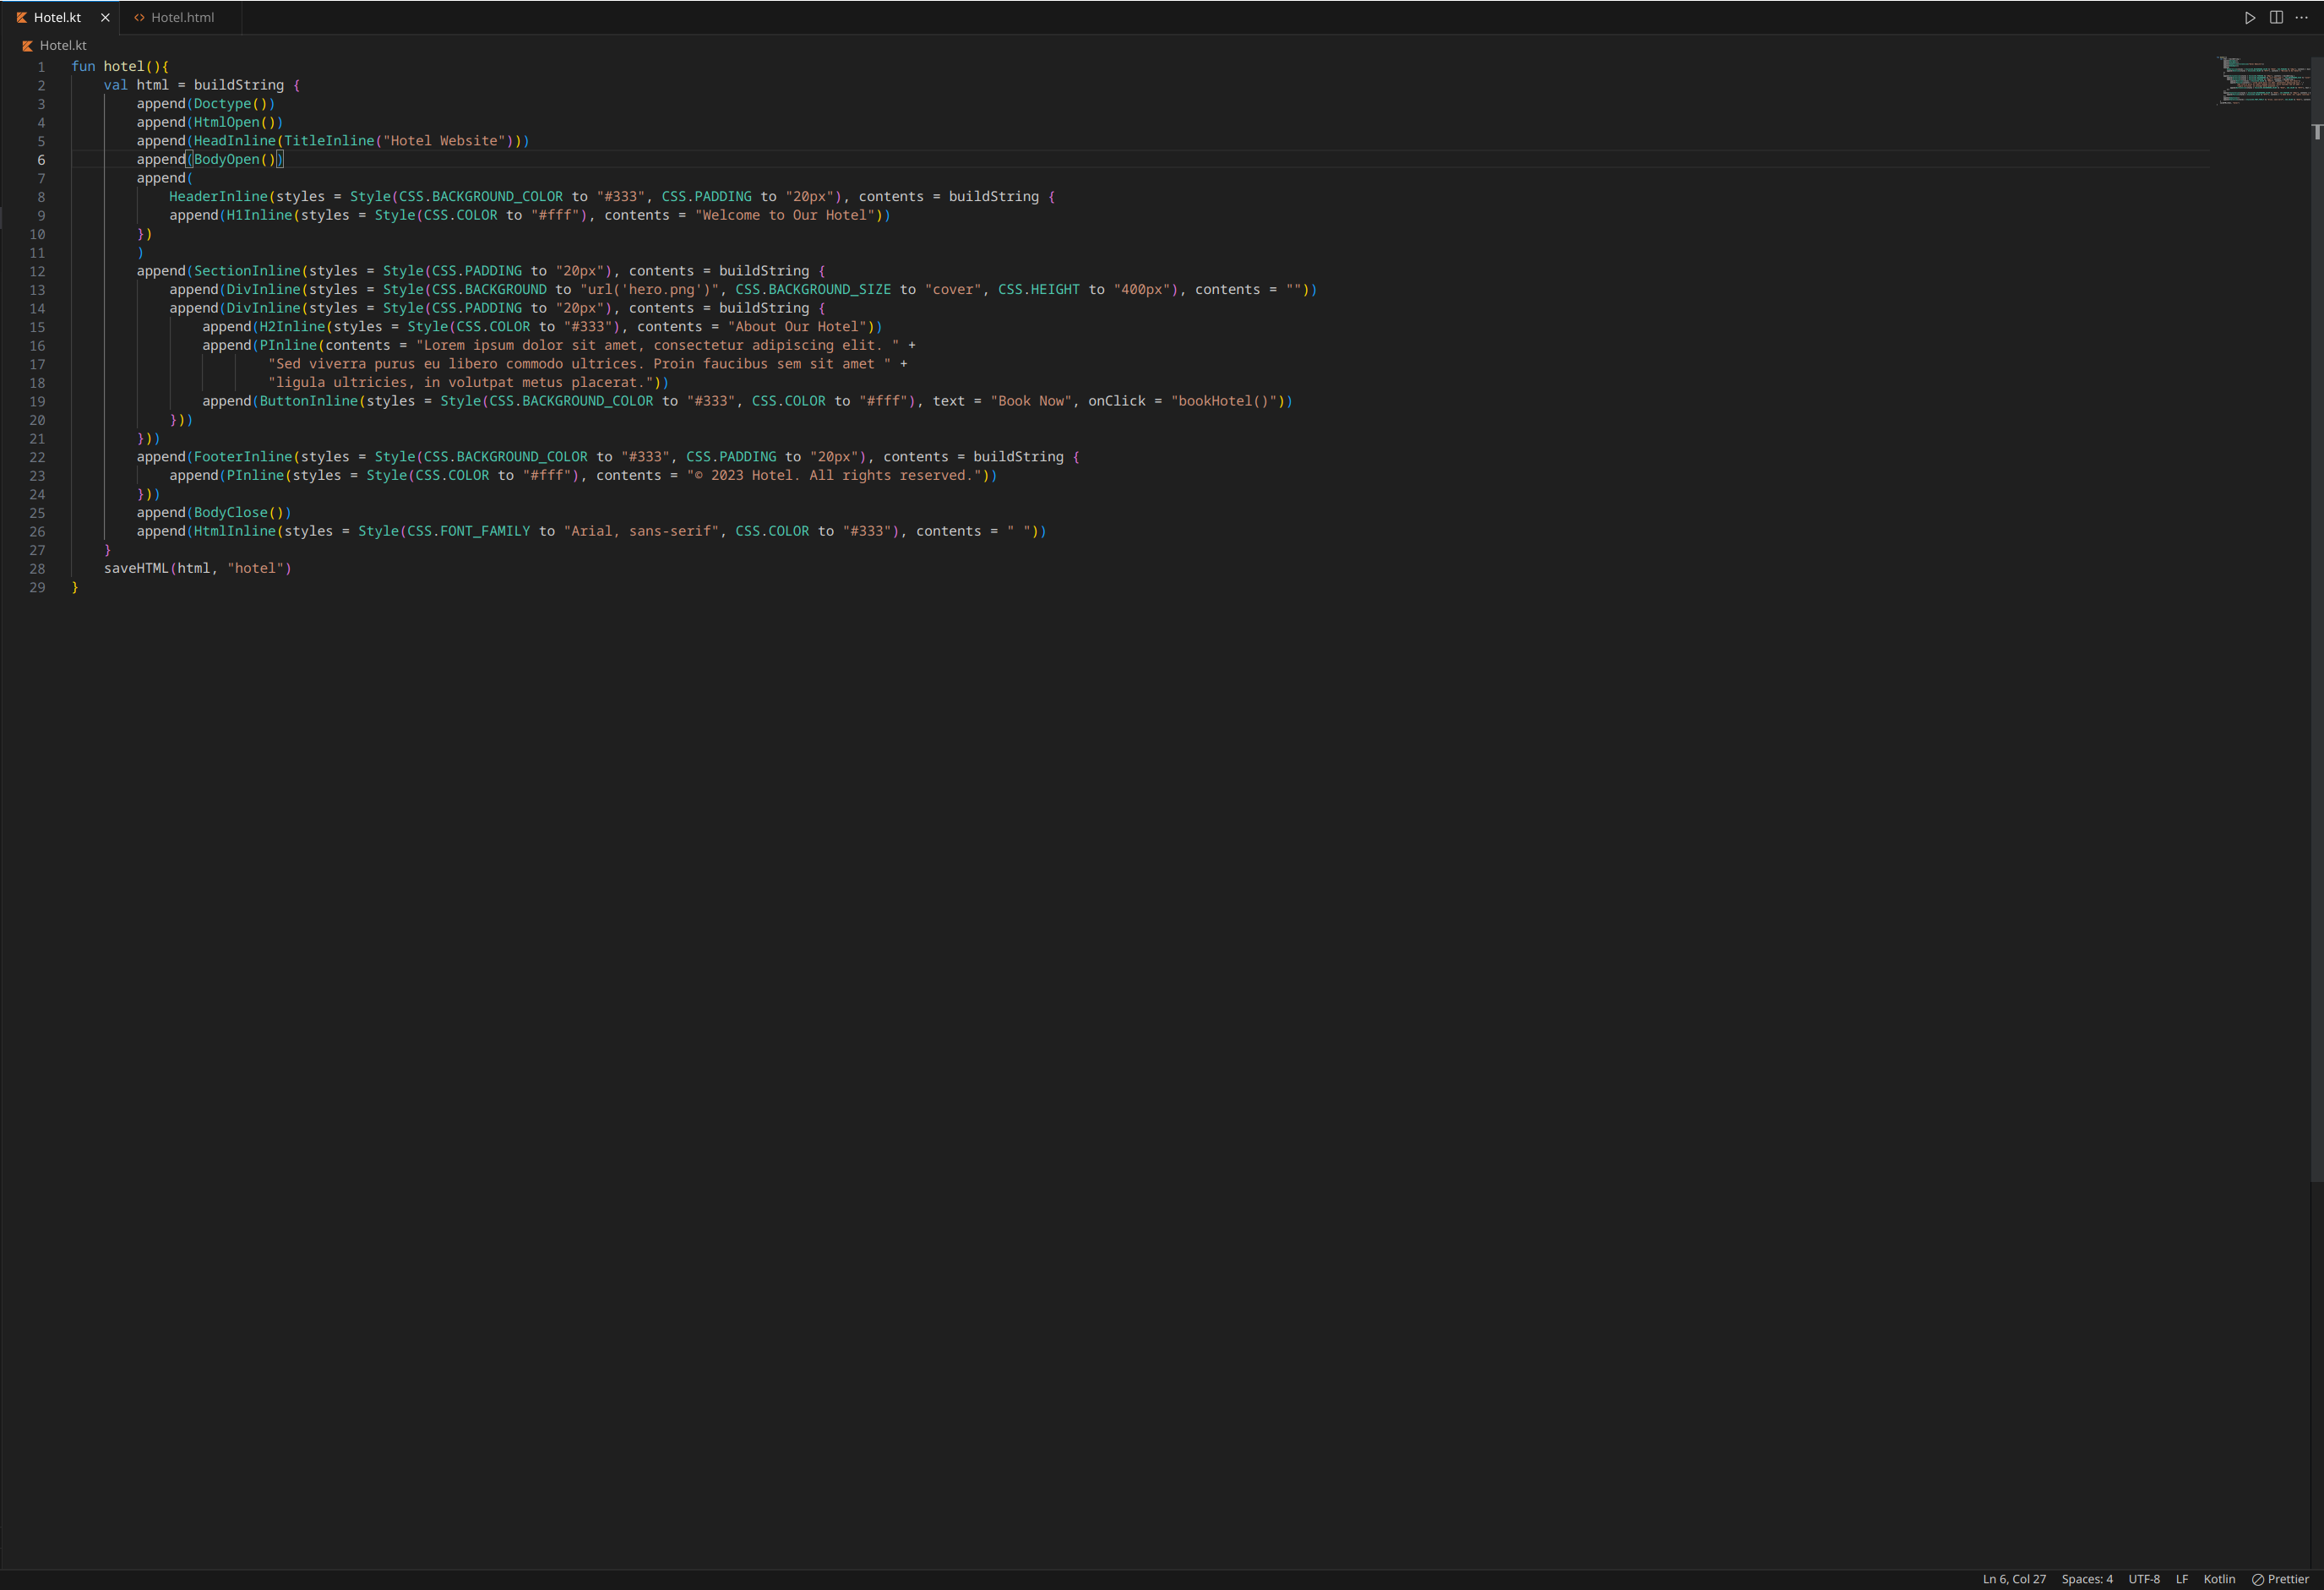 Hotel.kt Hotel.html
Hotel.kt
1 fun hotel(){
2     val html = buildString {
3         append(Doctype())
4         append(HtmlOpen())
5         append(HeadInline(TitleInline("Hotel Website")))
6         append(BodyOpen())
7         append(
8             HeaderInline(styles = Style(CSS.BACKGROUND_COLOR to "#333", CSS.PADDING to "20px"), contents = buildString {
9             append(H1Inline(styles = Style(CSS.COLOR to "#fff"), contents = "Welcome to Our Hotel"))
10         })
11         )
12         append(SectionInline(styles = Style(CSS.PADDING to "20px"), contents = buildString {
13             append(DivInline(styles = Style(CSS.BACKGROUND to "url('hero.png')", CSS.BACKGROUND_SIZE to "cover", CSS.HEIGHT to "400px"), contents = ""))
14             append(DivInline(styles = Style(CSS.PADDING to "20px"), contents = buildString {
15                 append(H2Inline(styles = Style(CSS.COLOR to "#333"), contents = "About Our Hotel"))
16                 append(PInline(contents = "Lorem ipsum dolor sit amet, consectetur adipiscing elit. " +
17                         "Sed viverra purus eu libero commodo ultrices. Proin faucibus sem sit amet " +
18                         "ligula ultricies, in volutpat metus placerat."))
19                 append(ButtonInline(styles = Style(CSS.BACKGROUND_COLOR to "#333", CSS.COLOR to "#fff"), text = "Book Now", onClick = "bookHotel()"))
20             }))
21         }))
22         append(FooterInline(styles = Style(CSS.BACKGROUND_COLOR to "#333", CSS.PADDING to "20px"), contents = buildString {
23             append(PInline(styles = Style(CSS.COLOR to "#fff"), contents = "© 2023 Hotel. All rights reserved."))
24         }))
25         append(BodyClose())
26         append(HtmlInline(styles = Style(CSS.FONT_FAMILY to "Arial, sans-serif", CSS.COLOR to "#333"), contents = " "))
27     }
28     saveHTML(html, "hotel")
29 }
Ln 6, Col 27 Spaces: 4 UTF-8 LF Kotlin Prettier